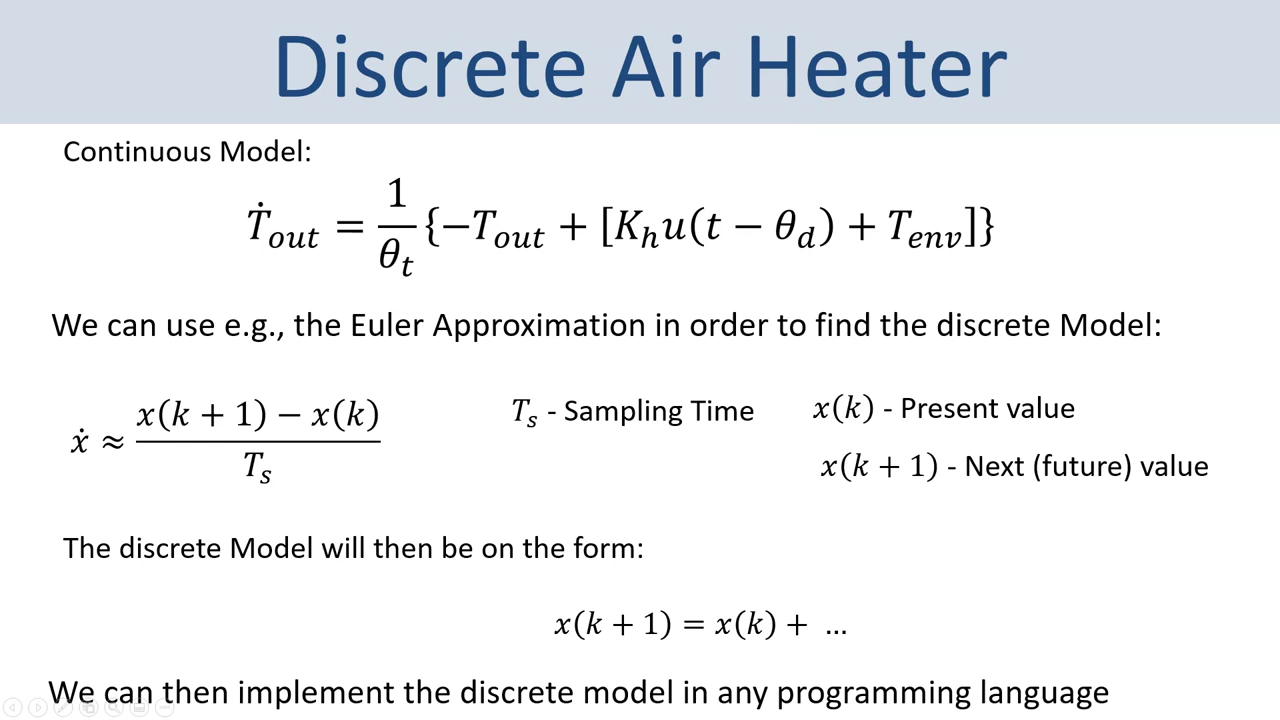 Discrete Air Heater
Continuous Model:
Ṫ_out = 1/θ_t {−T_out + [K_h u(t − θ_d) + T_env]}
We can use e.g., the Euler Approximation in order to find the discrete Model:
ẋ ≈ (x(k + 1) − x(k))/T_s
T_s - Sampling Time
x(k) - Present value
x(k + 1) - Next (future) value
The discrete Model will then be on the form:
x(k + 1) = x(k) + …
We can then implement the discrete model in any programming language